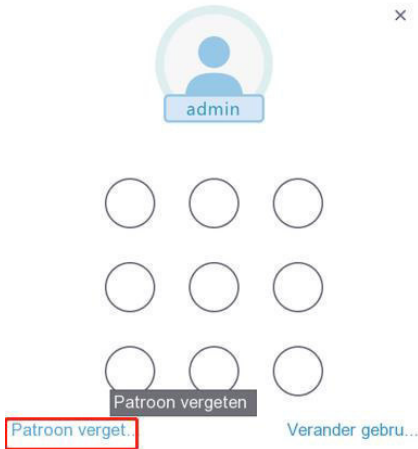 admin
Patroon vergeten
Patroon verget..
Verander gebru...